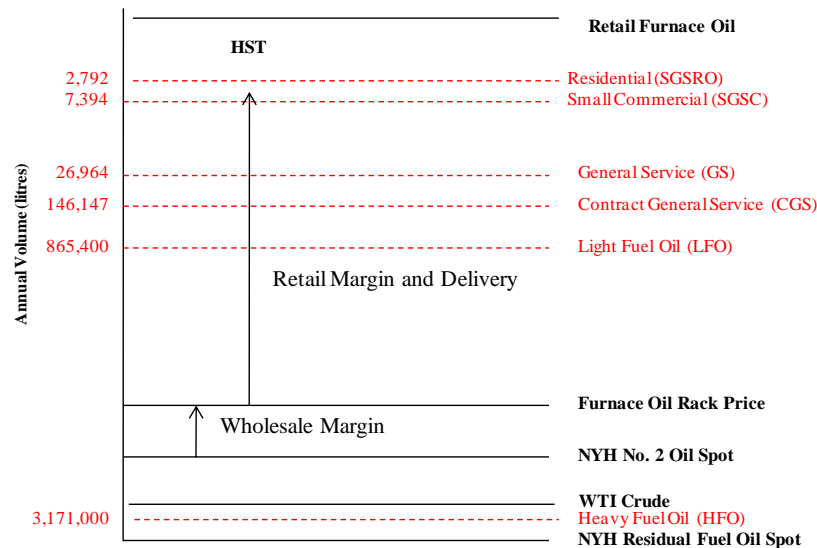 Retail Furnace Oil
HST
2,792 Residential (SGSRO)
7,394 Small Commercial (SGSC)
26,964 General Service (GS)
146,147 Contract General Service (CGS)
865,400 Light Fuel Oil (LFO)
Annual Volume (litres)
Retail Margin and Delivery
Furnace Oil Rack Price
Wholesale Margin
NYH No. 2 Oil Spot
WTI Crude
3,171,000 Heavy Fuel Oil (HFO)
NYH Residual Fuel Oil Spot